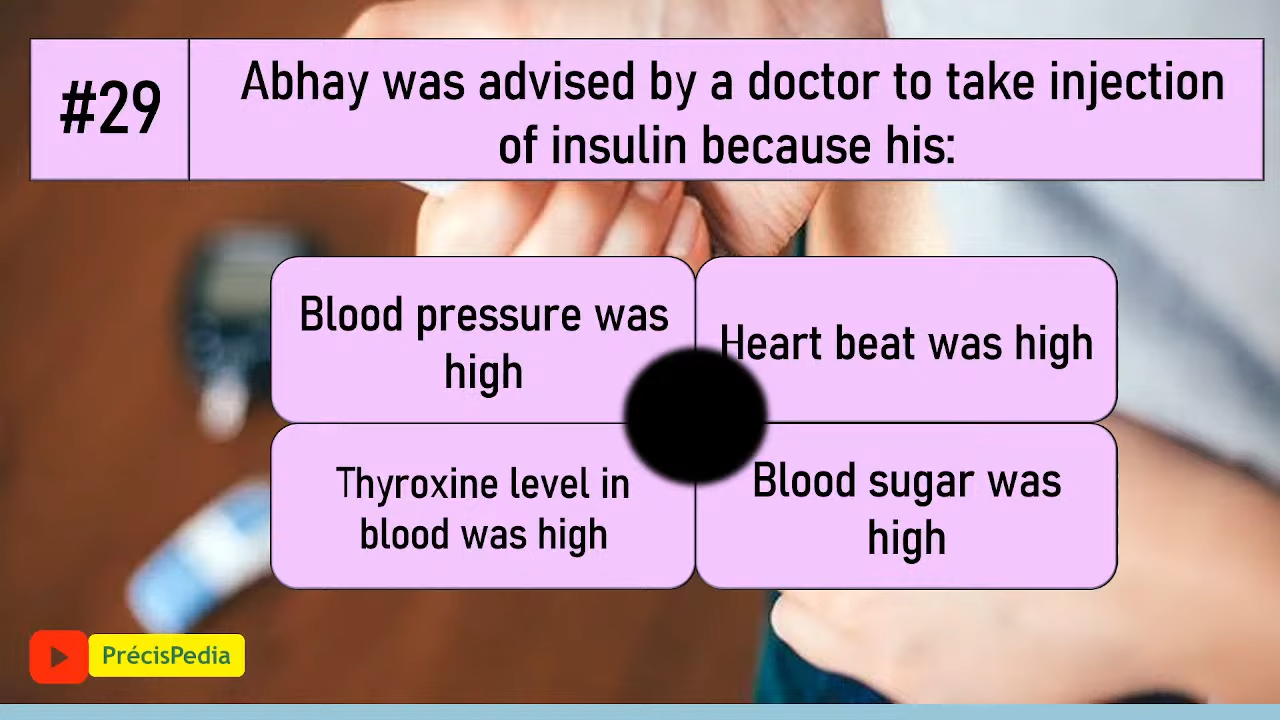 #29
Abhay was advised by a doctor to take injection
of insulin because his:
Blood pressure was
high
Heart beat was high
Thyroxine level in
blood was high
Blood sugar was
high
PrécisPedia